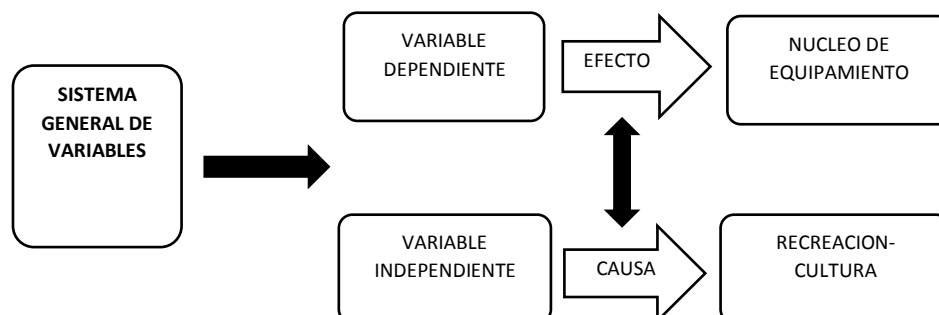 SISTEMA
GENERAL DE
VARIABLES
VARIABLE
DEPENDIENTE
EFECTO
NUCLEO DE
EQUIPAMIENTO
VARIABLE
INDEPENDIENTE
CAUSA
RECREACION-
CULTURA